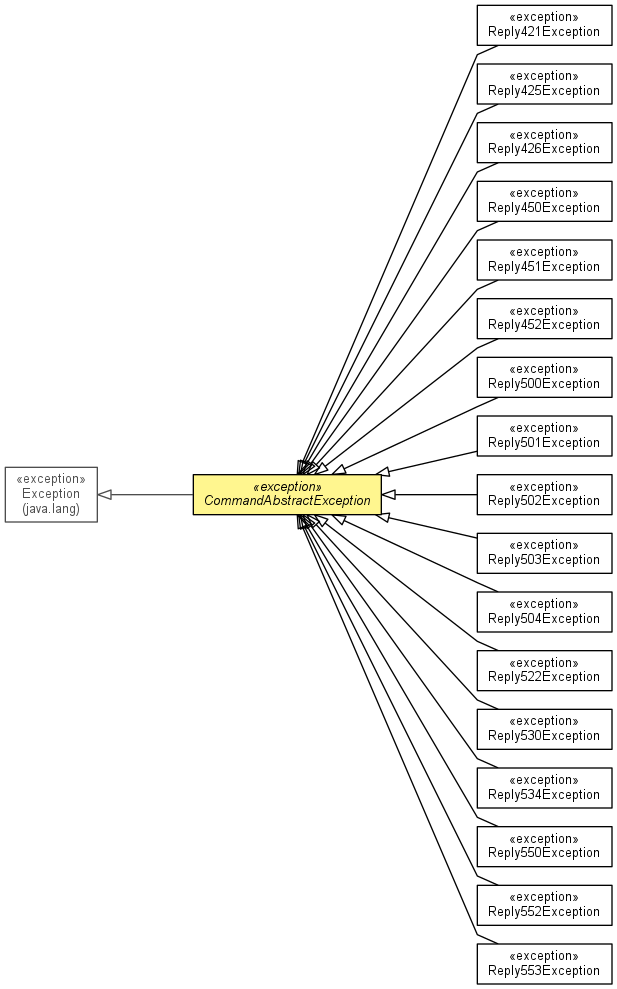 «exception»
Reply421Exception
«exception»
Reply425Exception
«exception»
Reply426Exception
«exception»
Reply450Exception
«exception»
Reply451Exception
«exception»
Reply452Exception
«exception»
Reply500Exception
«exception»
Reply501Exception
«exception»
Exception
(java.lang)
«exception»
CommandAbstractException
«exception»
Reply502Exception
«exception»
Reply503Exception
«exception»
Reply504Exception
«exception»
Reply522Exception
«exception»
Reply530Exception
«exception»
Reply534Exception
«exception»
Reply550Exception
«exception»
Reply552Exception
«exception»
Reply553Exception